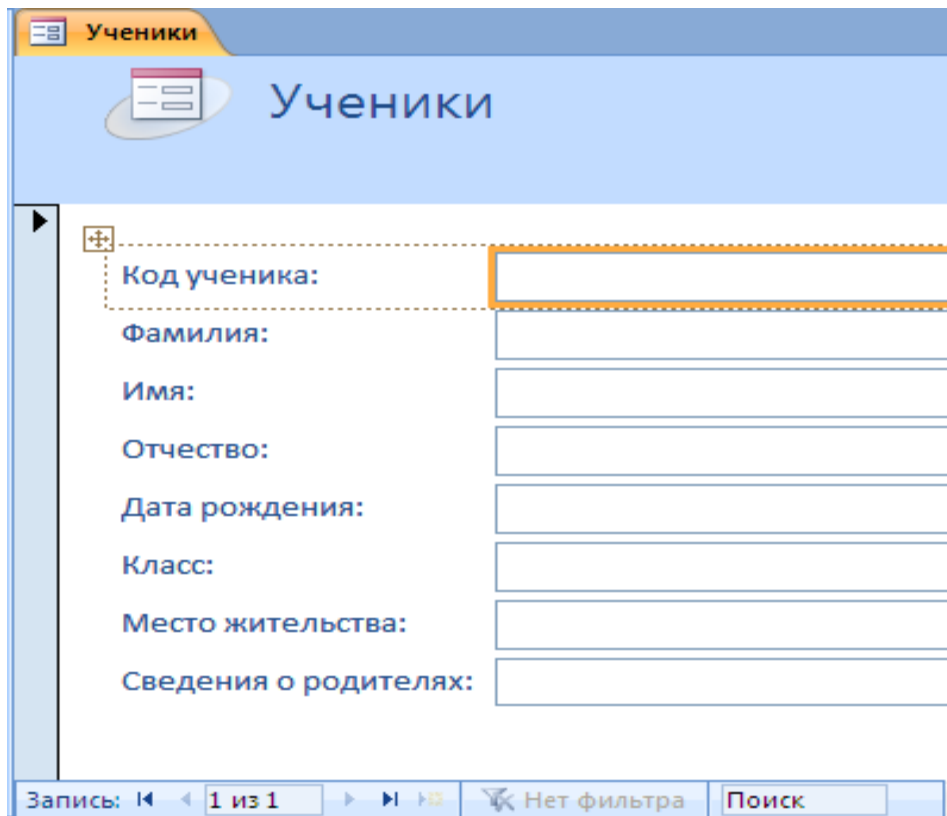 Ученики
Ученики
Код ученика:
Фамилия:
Имя:
Отчество:
Дата рождения:
Класс:
Место жительства:
Сведения о родителях:
Запись: 1 из 1 Нет фильтра Поиск